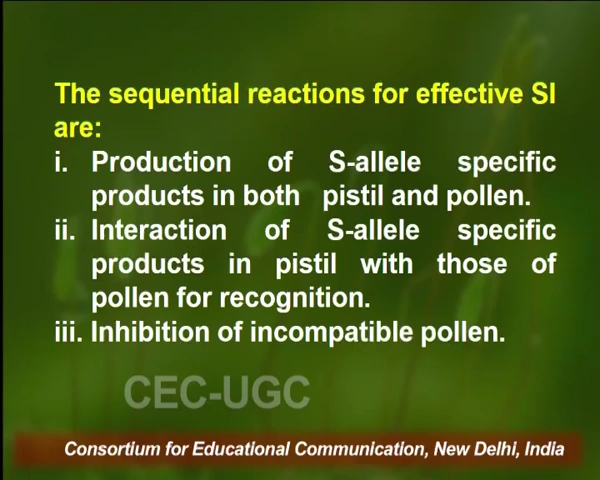 The sequential reactions for effective SI
are:
i. Production of S-allele specific
products in both pistil and pollen.
ii. Interaction of S-allele specific
products in pistil with those of
pollen for recognition.
iii. Inhibition of incompatible pollen.
CEC-UGC
Consortium for Educational Communication, New Delhi, India